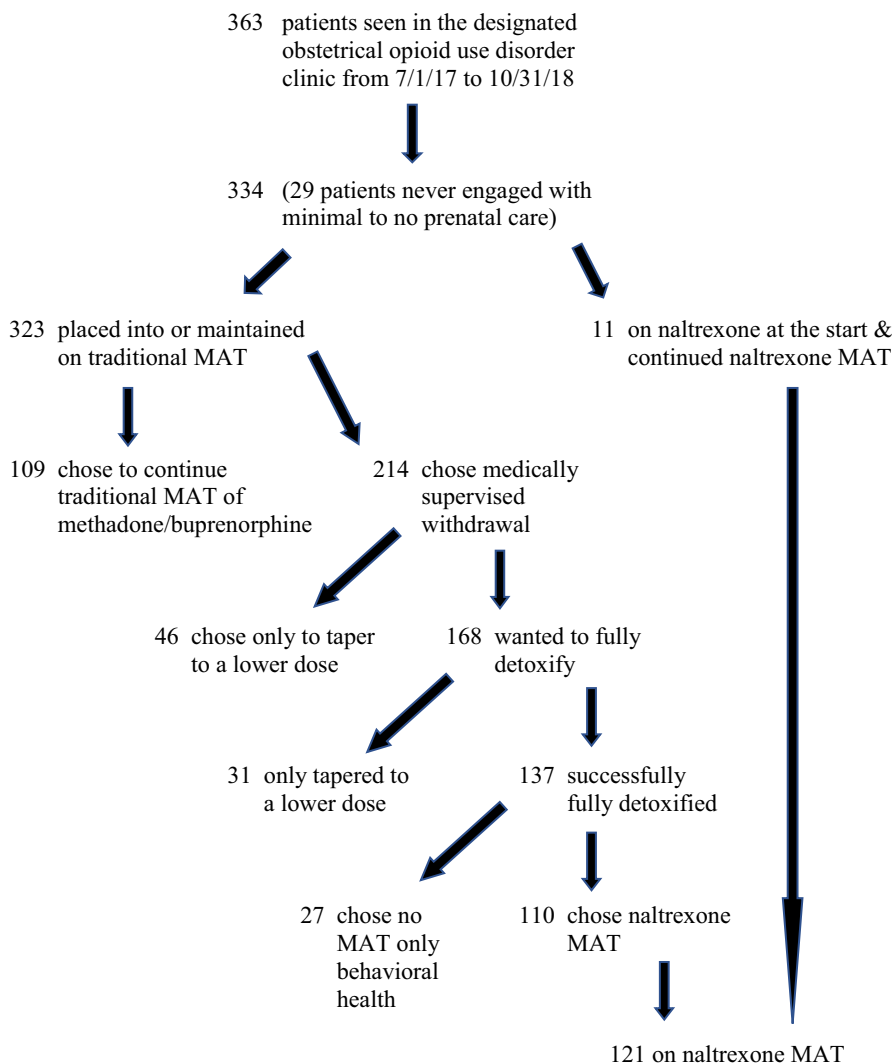 363 patients seen in the designated
obstetrical opioid use disorder
clinic from 7/1/17 to 10/31/18
334 (29 patients never engaged with
minimal to no prenatal care)
323 placed into or maintained
on traditional MAT
11 on naltrexone at the start &
continued naltrexone MAT
109 chose to continue
traditional MAT of
methadone/buprenorphine
214 chose medically
supervised
withdrawal
46 chose only to taper
to a lower dose
168 wanted to fully
detoxify
31 only tapered to
a lower dose
137 successfully
fully detoxified
27 chose no
MAT only
behavioral
health
110 chose naltrexone
MAT
121 on naltrexone MAT